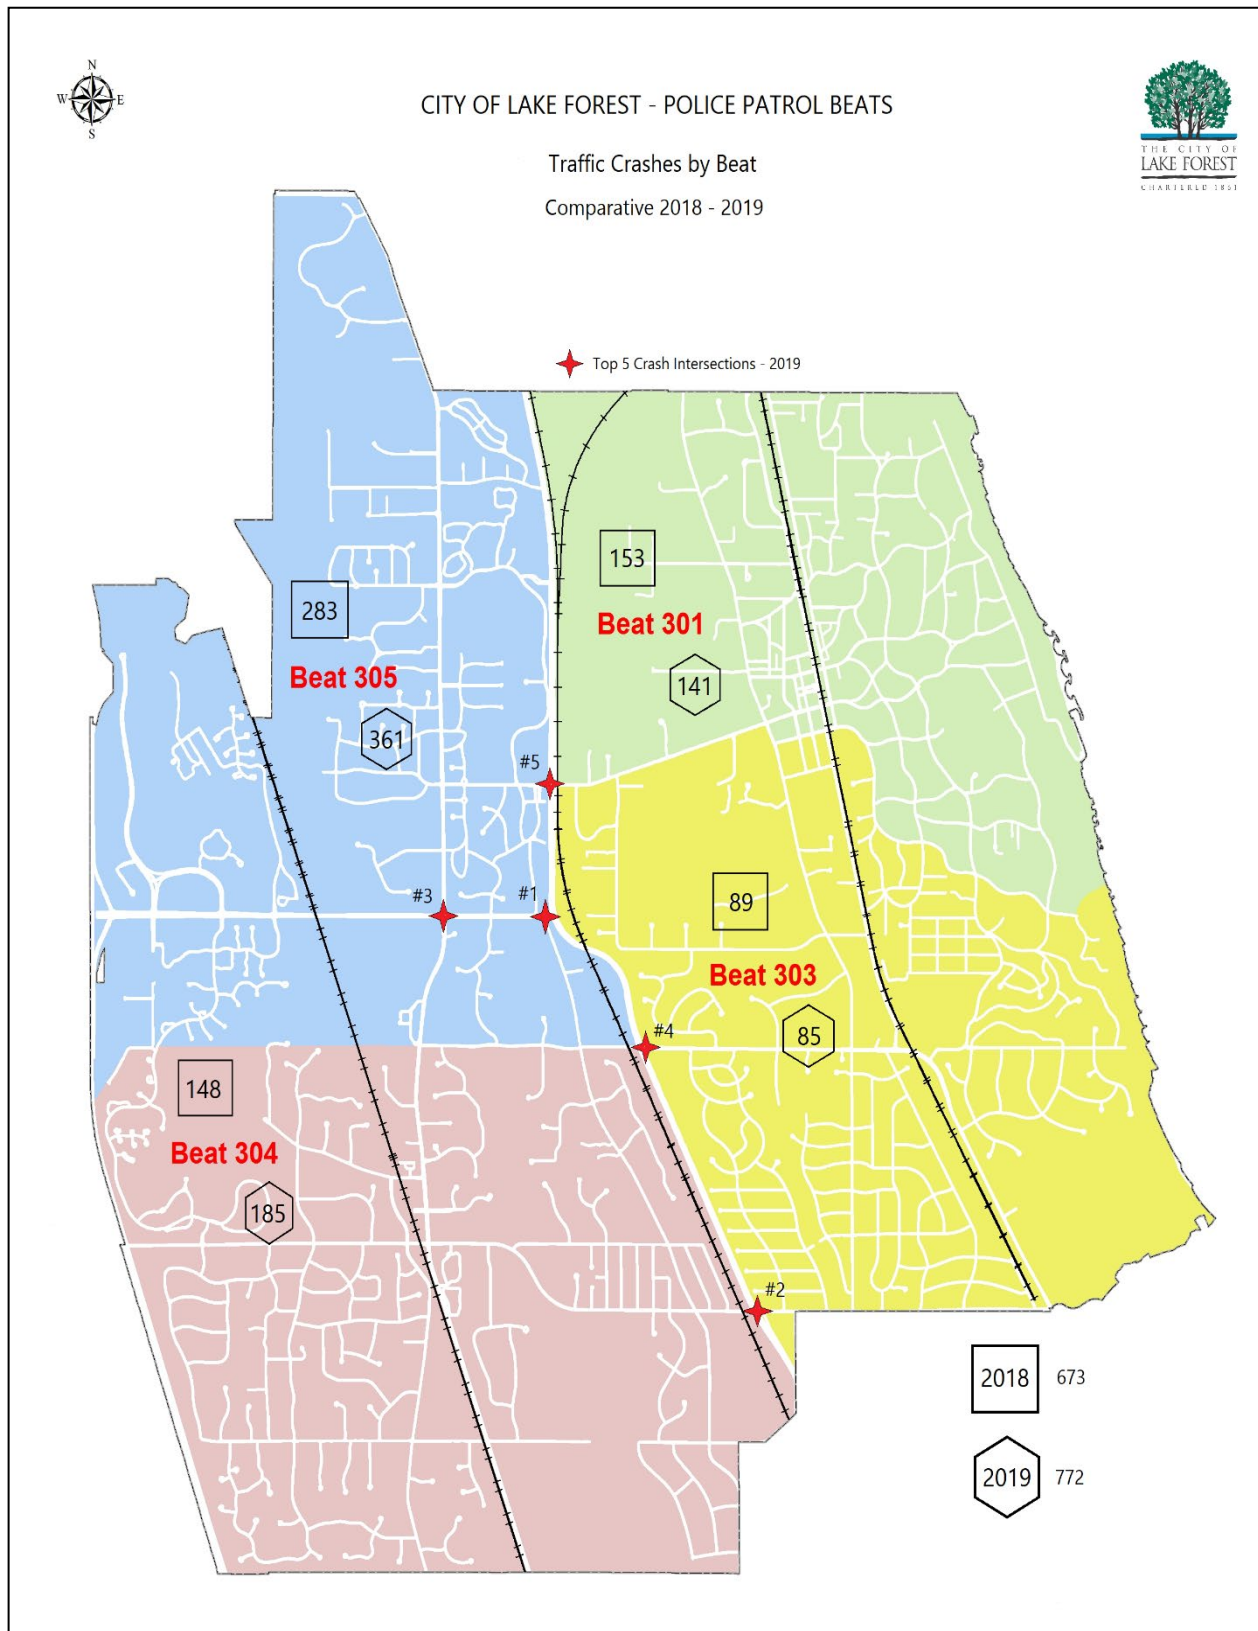 N
W E
S
CITY OF LAKE FOREST - POLICE PATROL BEATS
Traffic Crashes by Beat
Comparative 2018 - 2019
THE CITY OF
LAKE FOREST
CHARTERED 1861
Top 5 Crash Intersections - 2019
153
283
Beat 301
Beat 305
141
361
#5
#3
#1
89
Beat 303
#4
85
148
Beat 304
185
#2
2018 673
2019 772